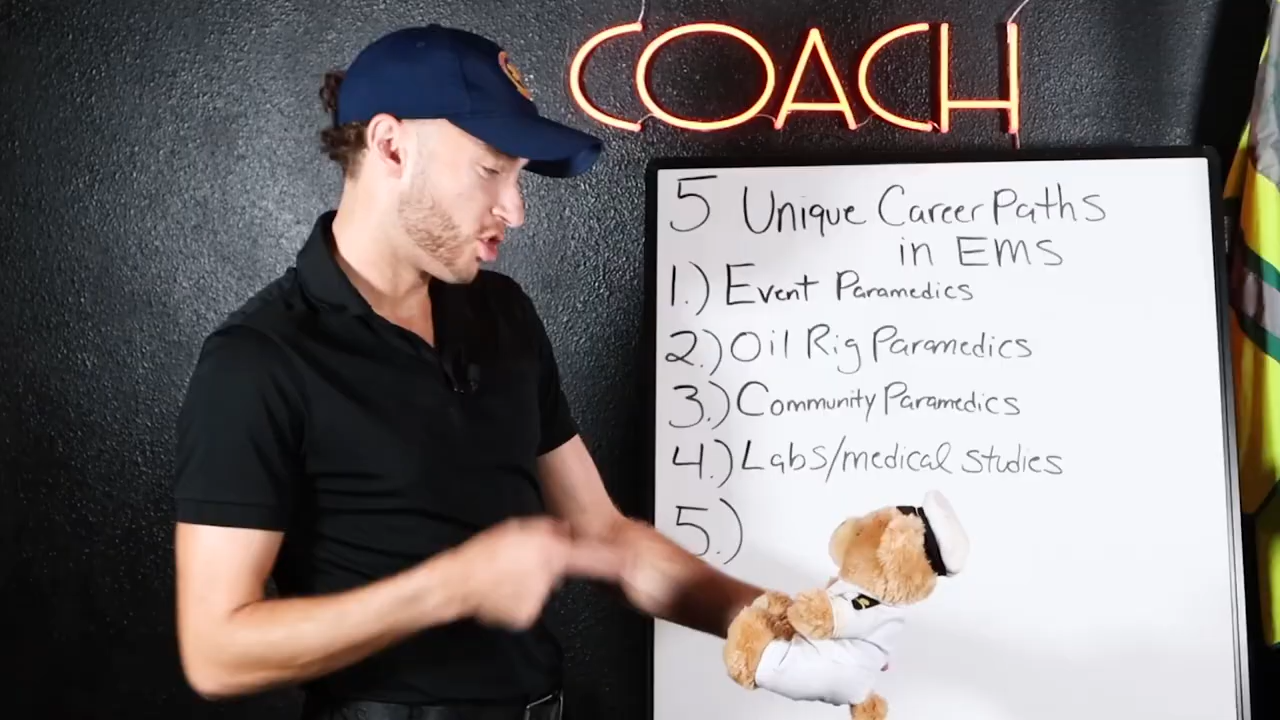 COACH
5 Unique Career Paths
in EMS
1.) Event Paramedics
2.) Oil Rig Paramedics
3.) Community Paramedics
4.) Labs/medical studies
5.)